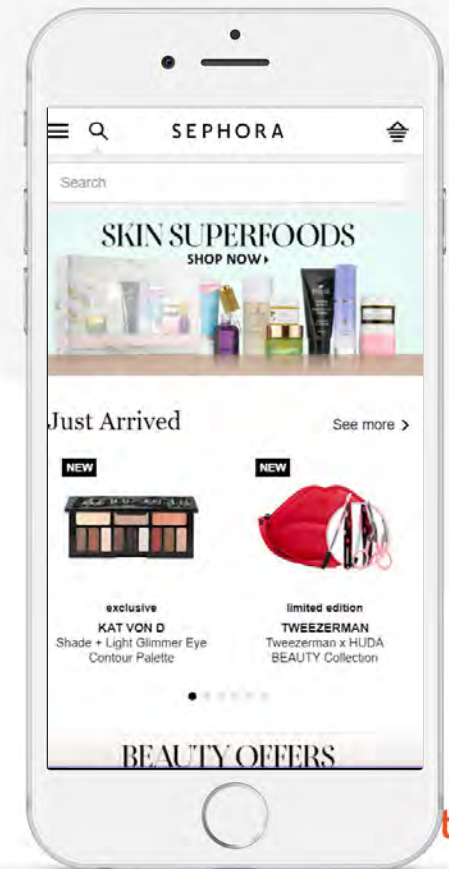 SEPHORA
Search
SKIN SUPERFOODS
SHOP NOW
Just Arrived
See more >
NEW
NEW
exclusive
KAT VON D
Shade + Light Glimmer Eye
Contour Palette
limited edition
TWEEZERMAN
Tweezerman x HUDA
BEAUTY Collection
BEAUTY OFFERS
t